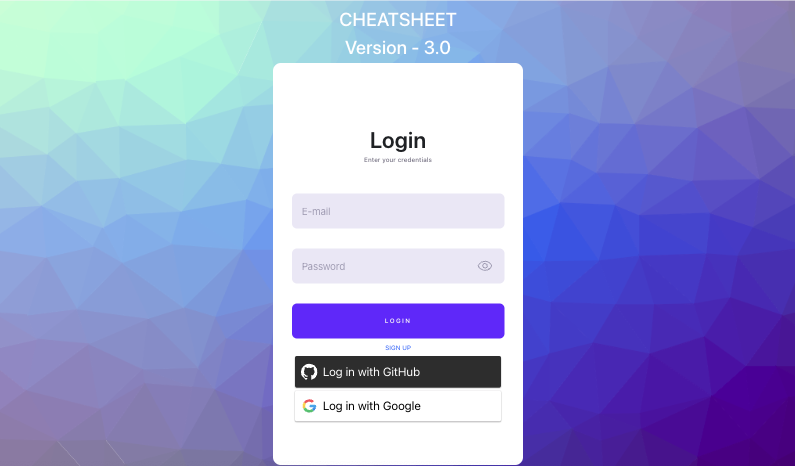 CHEATSHEET
Version - 3.0
Login
Enter your credentials
E-mail
Password
LOGIN
SIGN UP
Log in with GitHub
Log in with Google